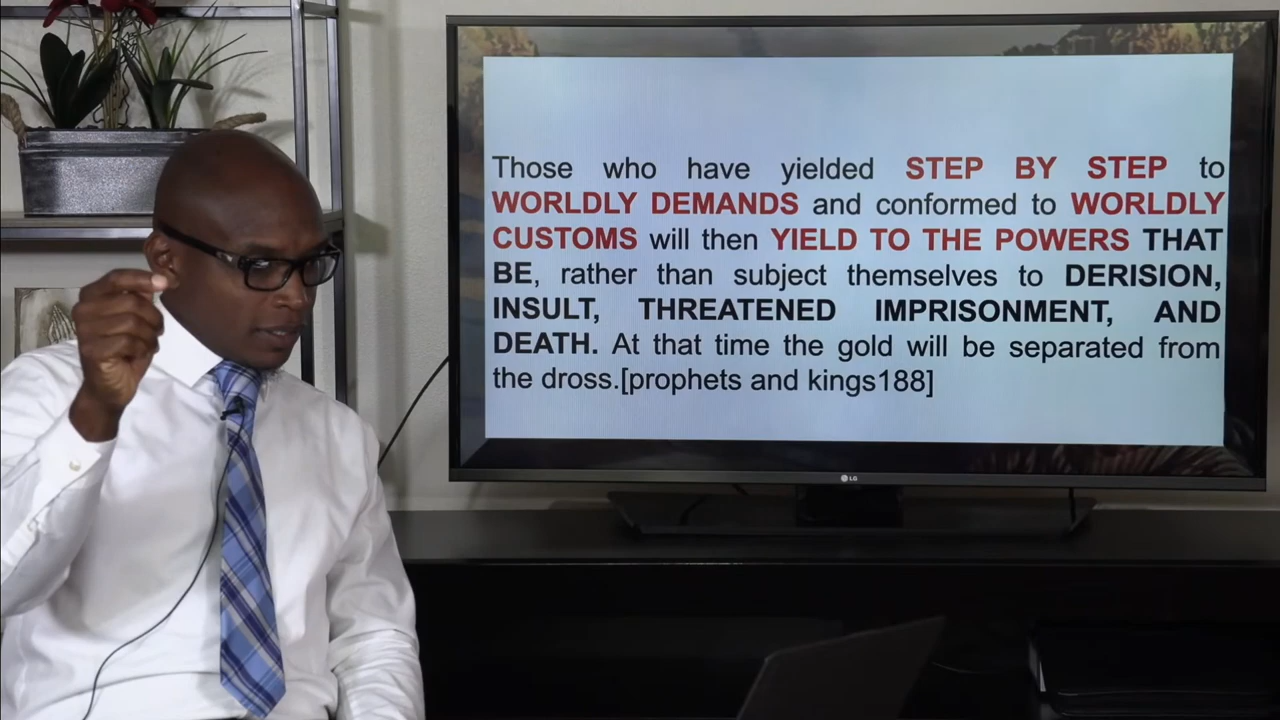 Those who have yielded STEP BY STEP to
WORLDLY DEMANDS and conformed to WORLDLY
CUSTOMS will then YIELD TO THE POWERS THAT
BE, rather than subject themselves to DERISION,
INSULT, THREATENED IMPRISONMENT, AND
DEATH. At that time the gold will be separated from
the dross.[prophets and kings188]
LG